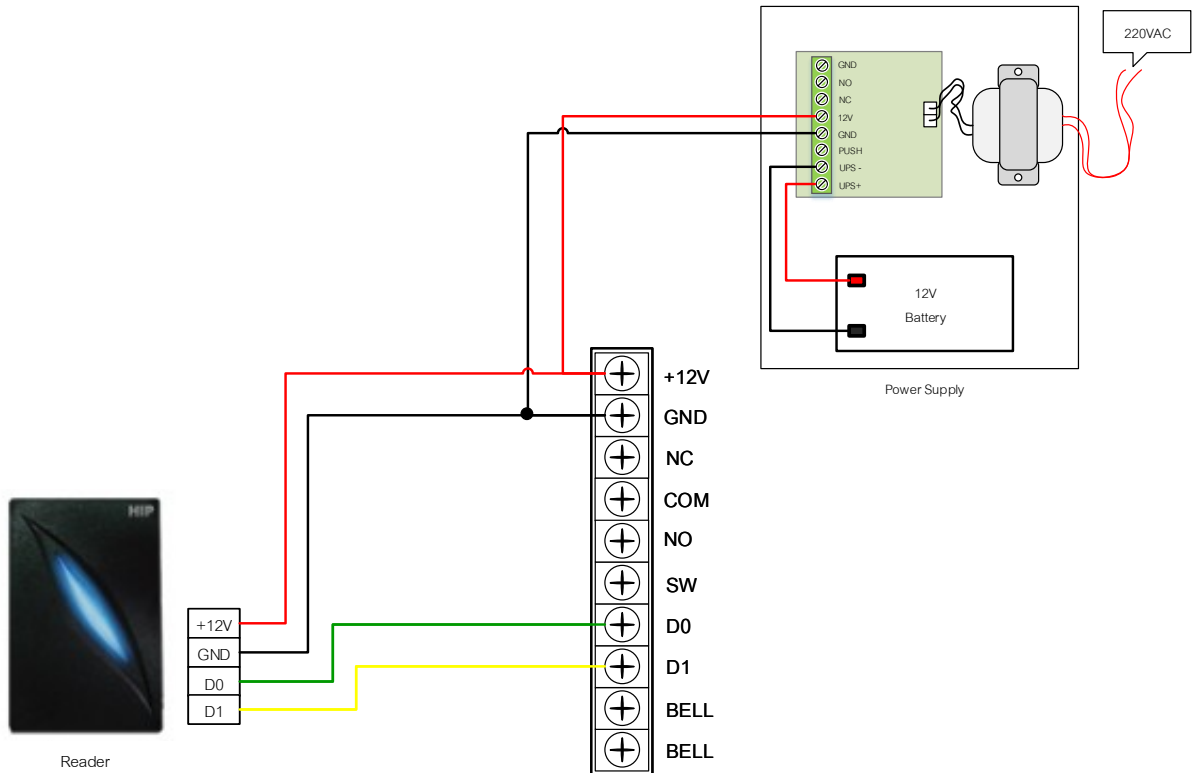 220VAC
GND
NO
NC
12V
GND
PUSH
UPS -
UPS+
12V
Battery
Power Supply
+12V
GND
NC
COM
NO
SW
D0
D1
BELL
BELL
HIP
+12V
GND
D0
D1
Reader